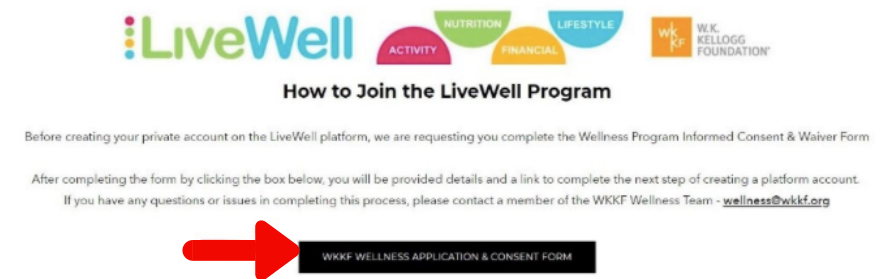 LiveWell
ACTIVITY
NUTRITION
FINANCIAL
LIFESTYLE
WK
KF
W.K.
KELLOGG
FOUNDATION®
How to Join the LiveWell Program
Before creating your private account on the LiveWell platform, we are requesting you complete the Wellness Program Informed Consent & Waiver Form
After completing the form by clicking the box below, you will be provided details and a link to complete the next step of creating a platform account.
If you have any questions or issues in completing this process, please contact a member of the WKKF Wellness Team - wellness@wkkf.org
WKKF WELLNESS APPLICATION & CONSENT FORM